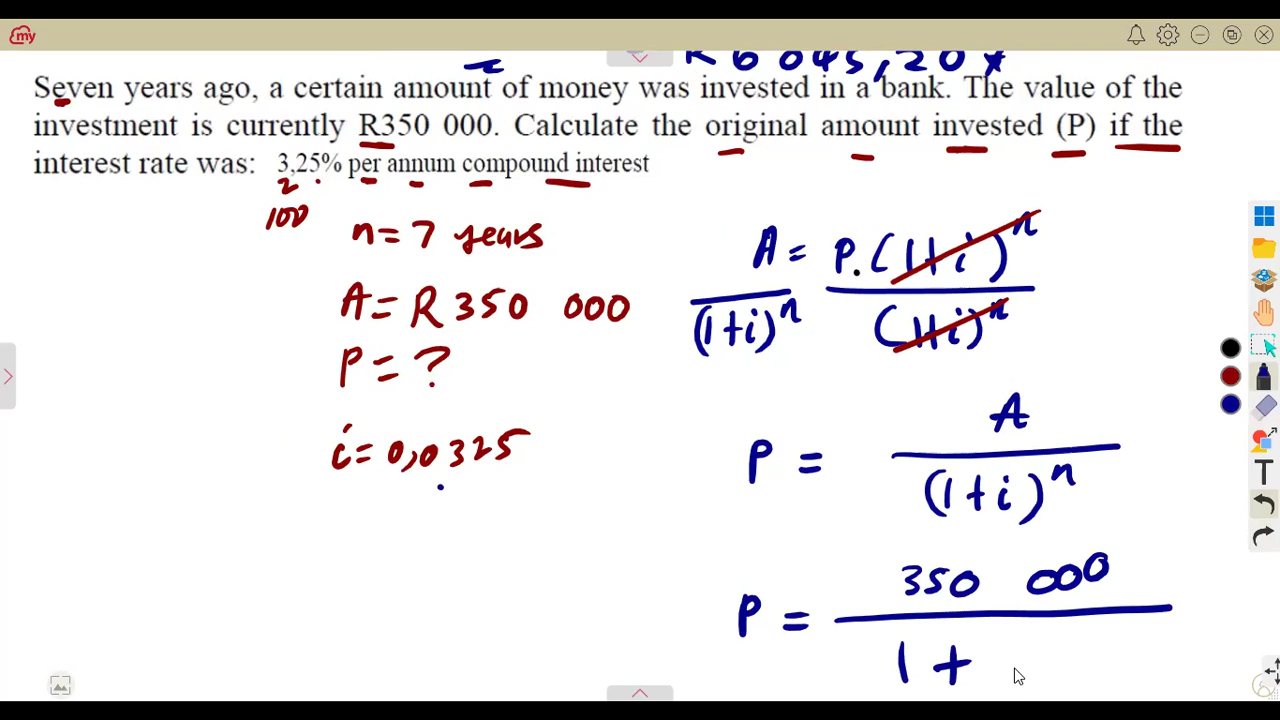 my
= R 6 045,20
Seven years ago, a certain amount of money was invested in a bank. The value of the
investment is currently R350 000. Calculate the original amount invested (P) if the
interest rate was: 3,25% per annum compound interest
100
n = 7 years
A = R 350 000
P = ?
i = 0,0325
A = P.(1+i)^n
(1+i)^n (1+i)^n
P = A
(1+i)^n
P = 350 000
1 +
T